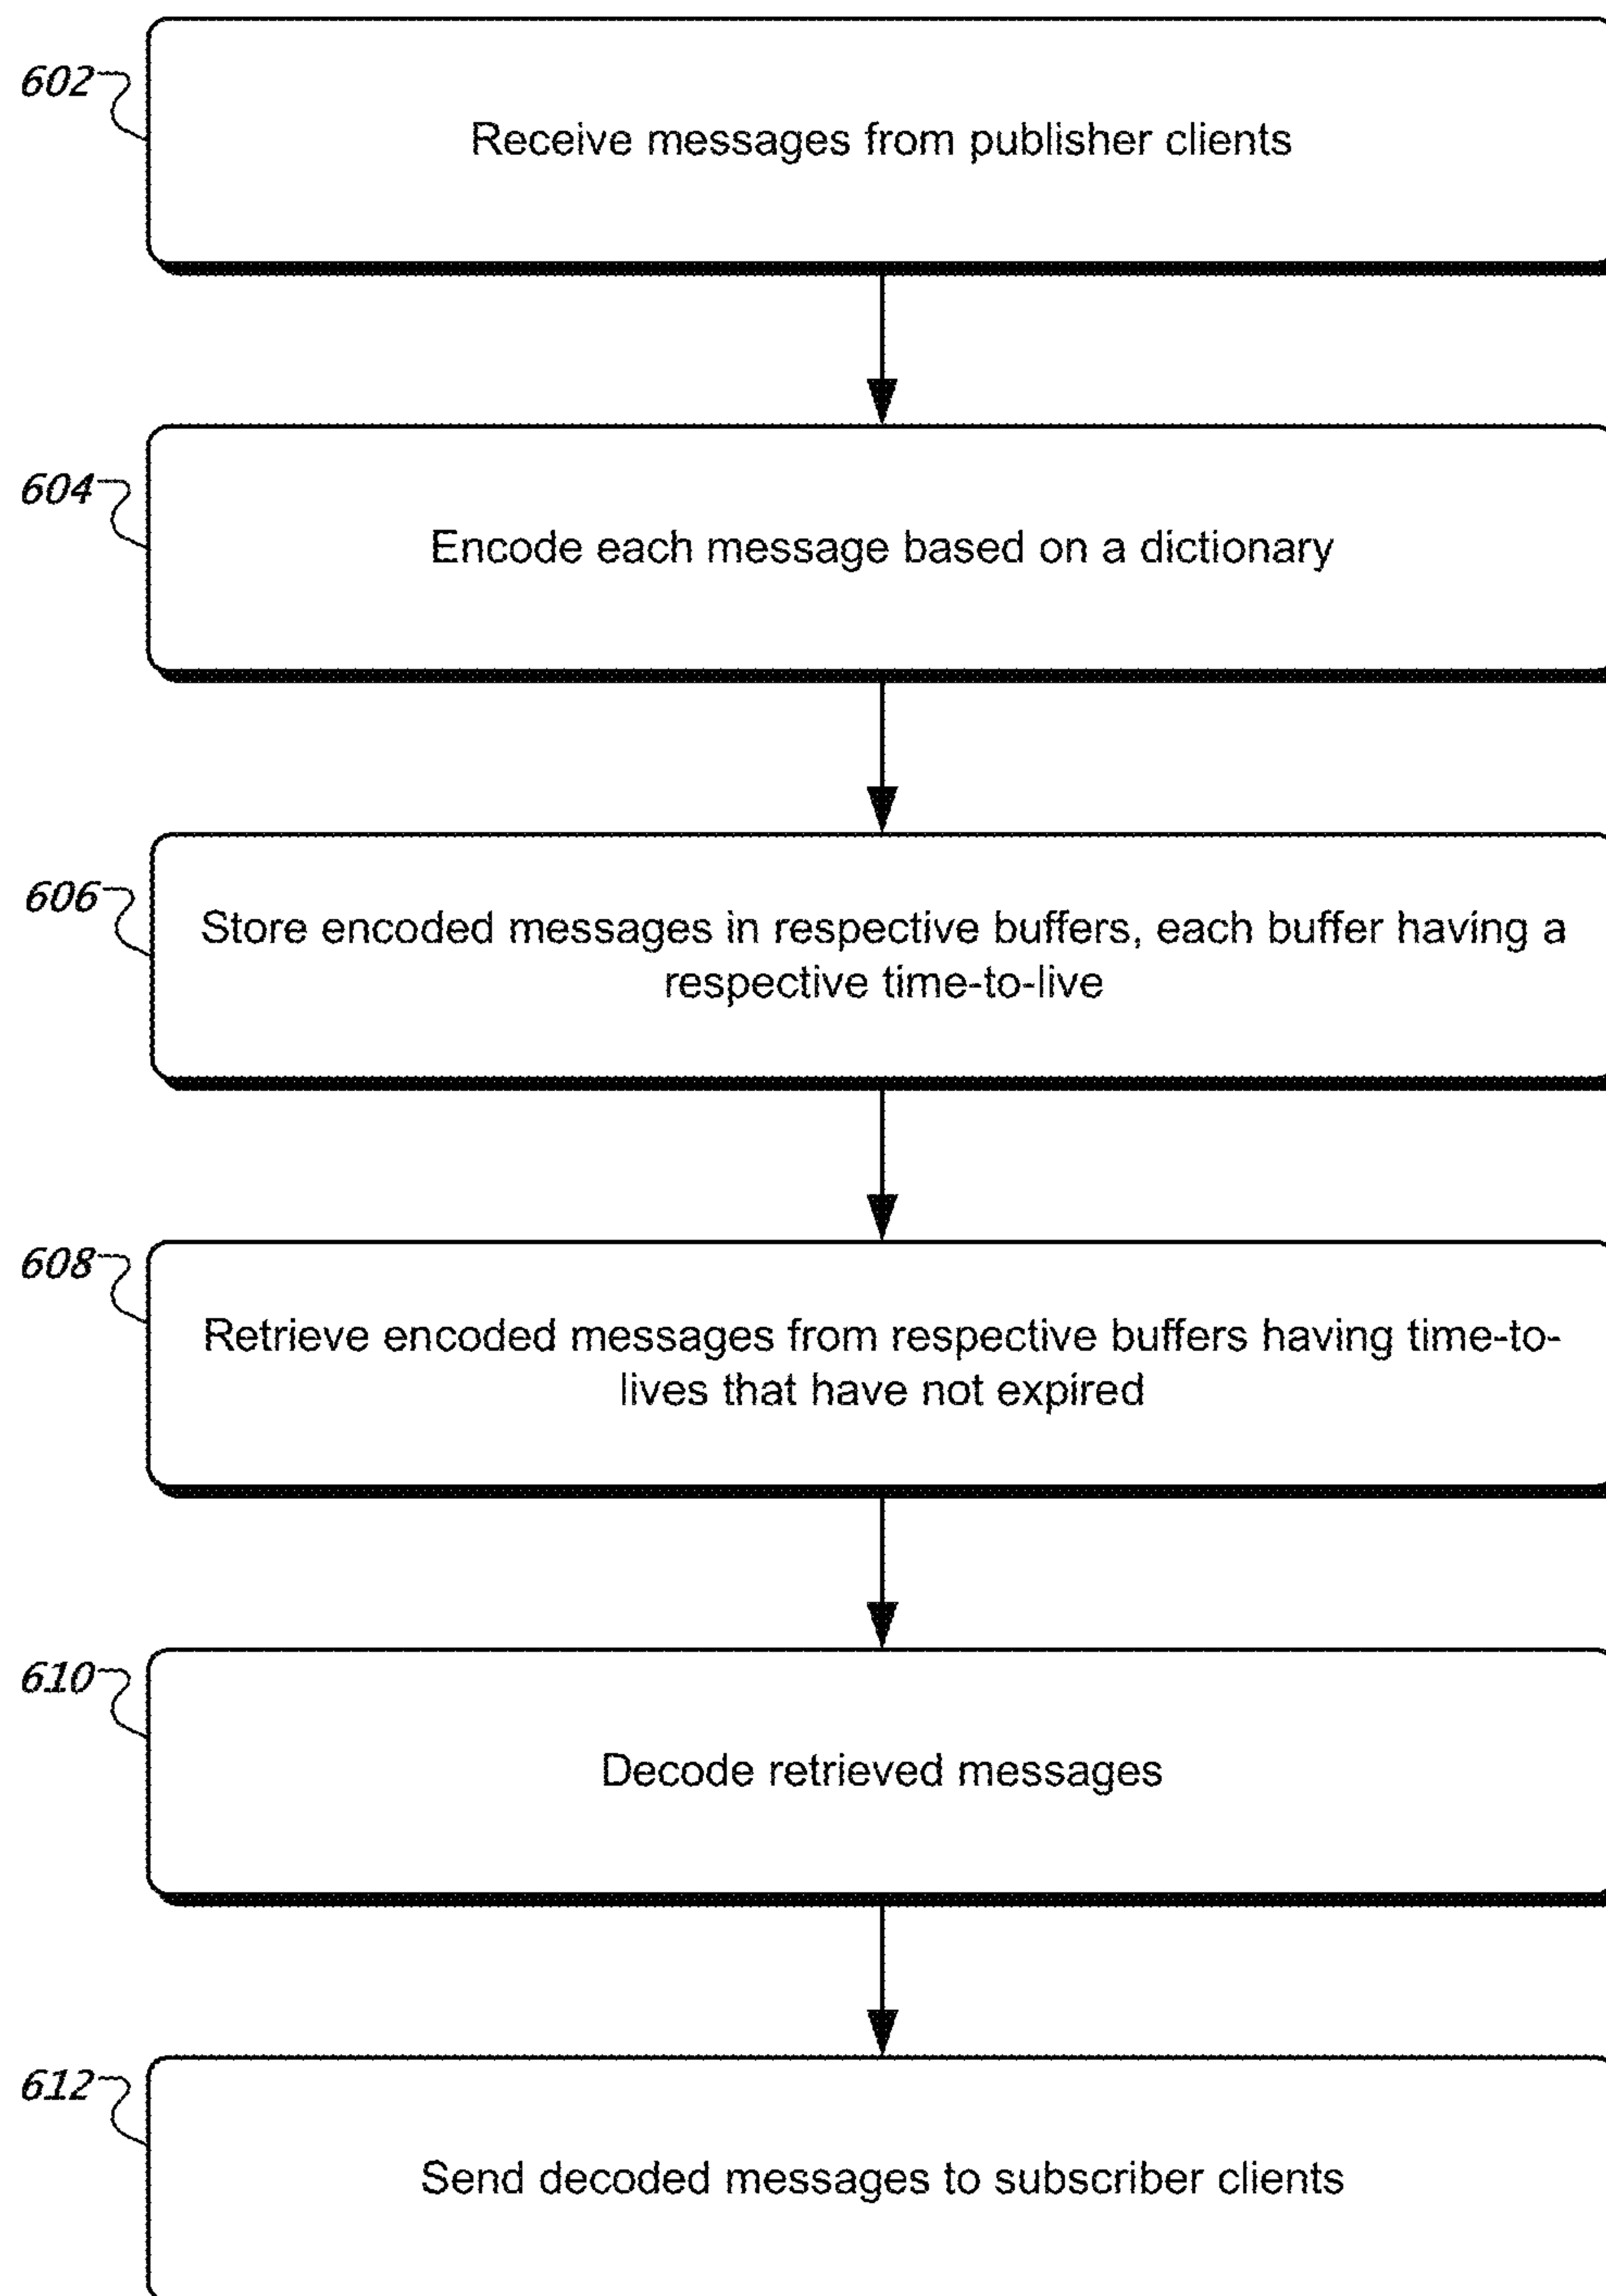 602
Receive messages from publisher clients
604
Encode each message based on a dictionary
606
Store encoded messages in respective buffers, each buffer having a
respective time-to-live
608
Retrieve encoded messages from respective buffers having time-to-
lives that have not expired
610
Decode retrieved messages
612
Send decoded messages to subscriber clients